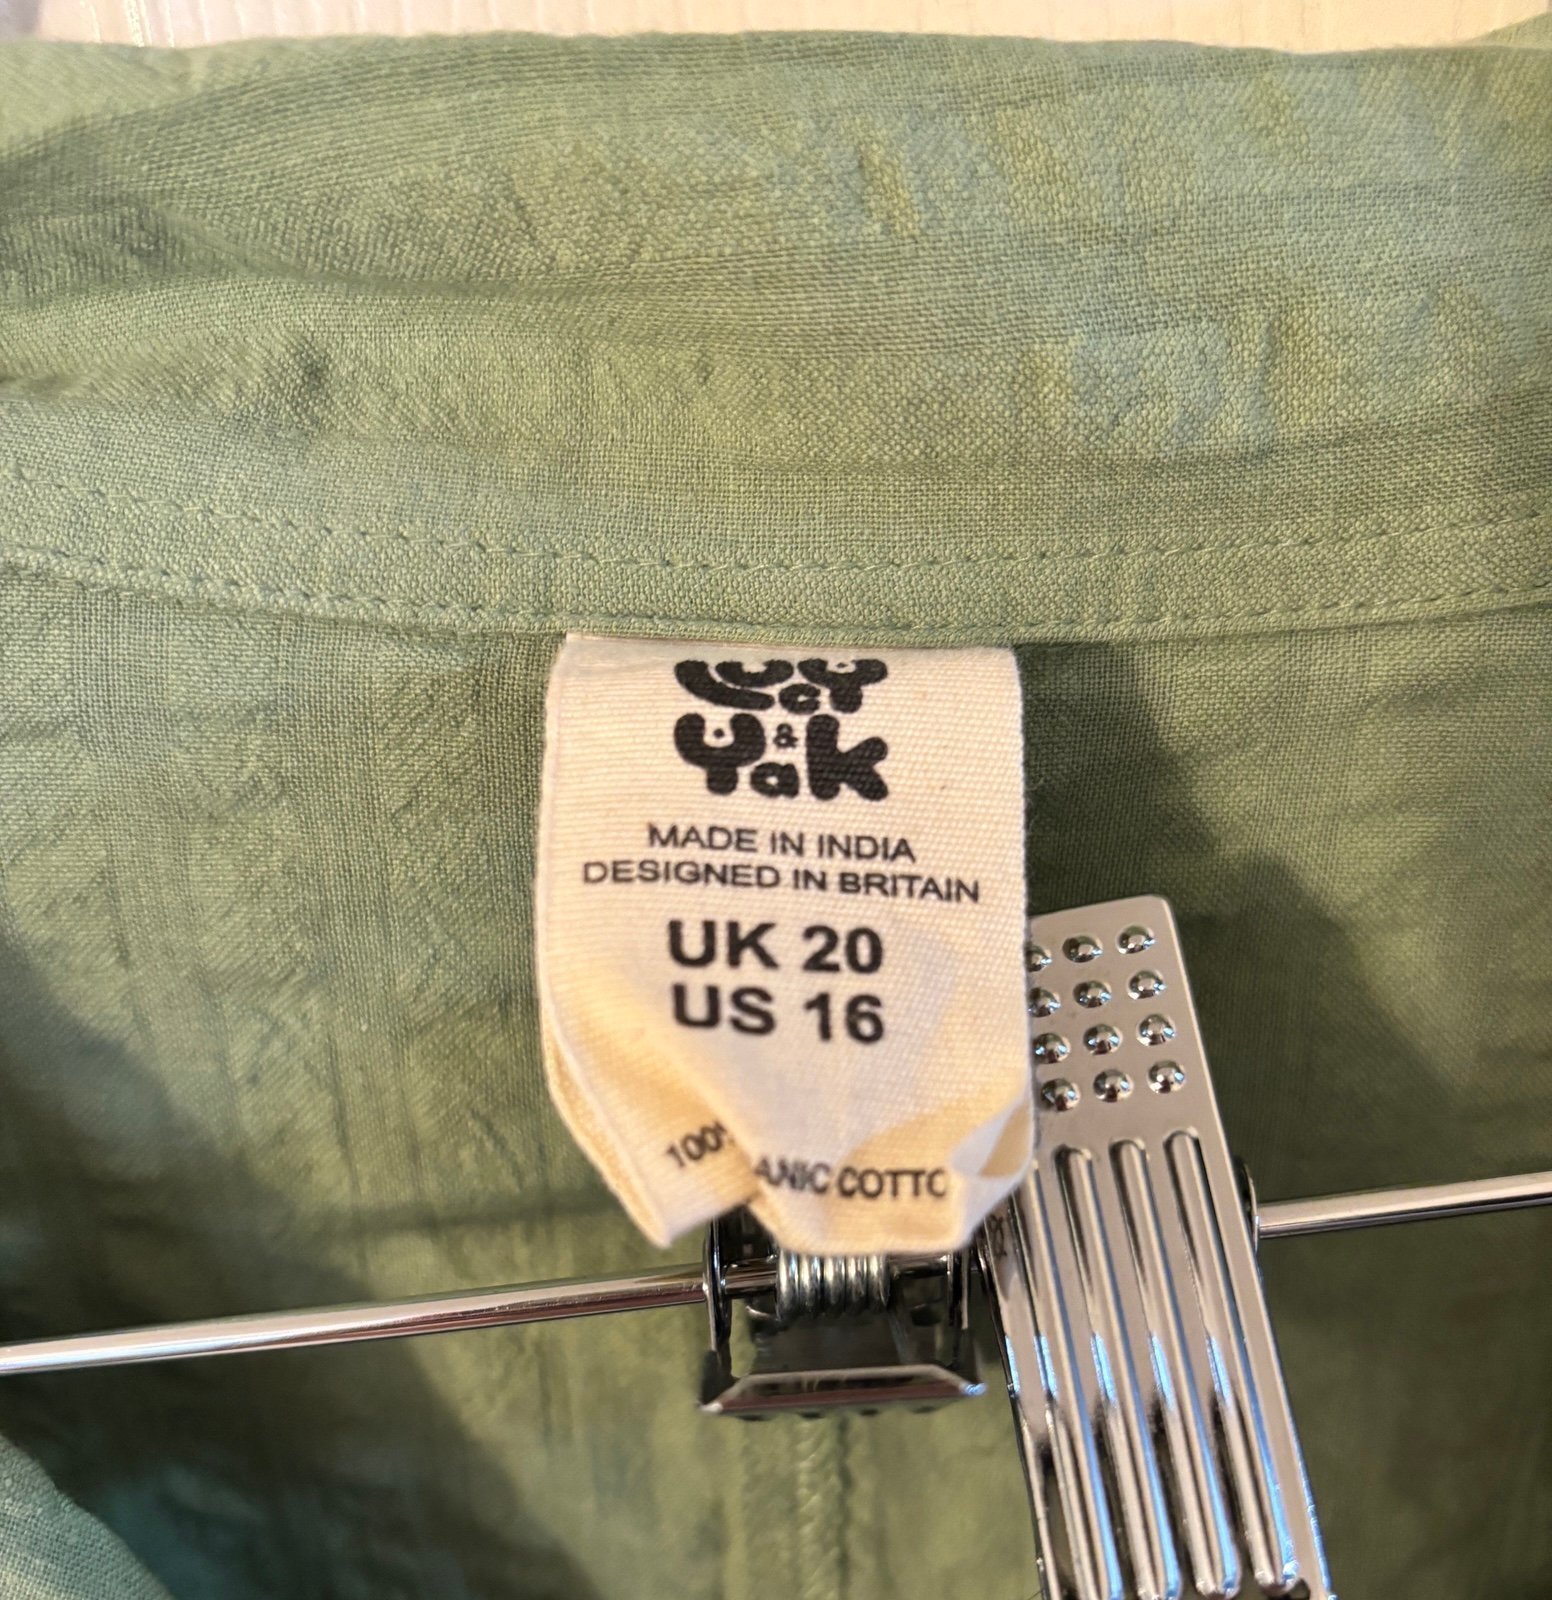 Lucy
& Yak
MADE IN INDIA
DESIGNED IN BRITAIN
UK 20
US 16
100% ANIC COTTO